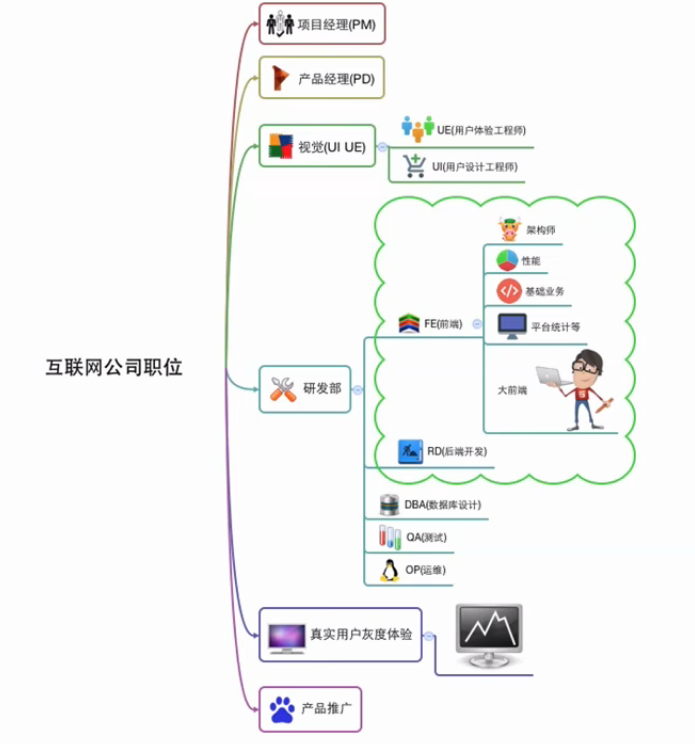 项目经理(PM)
产品经理(PD)
视觉(UI UE)
UE(用户体验工程师)
UI(用户设计工程师)
互联网公司职位
研发部
FE(前端)
架构师
性能
基础业务
平台统计等
大前端
RD(后端开发)
DBA(数据库设计)
QA(测试)
OP(运维)
真实用户灰度体验
产品推广